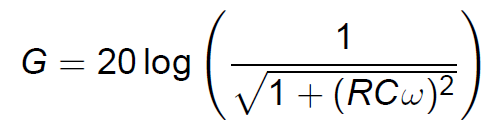 G = 20 log ( 1 / √(1 + (RCω)²) )